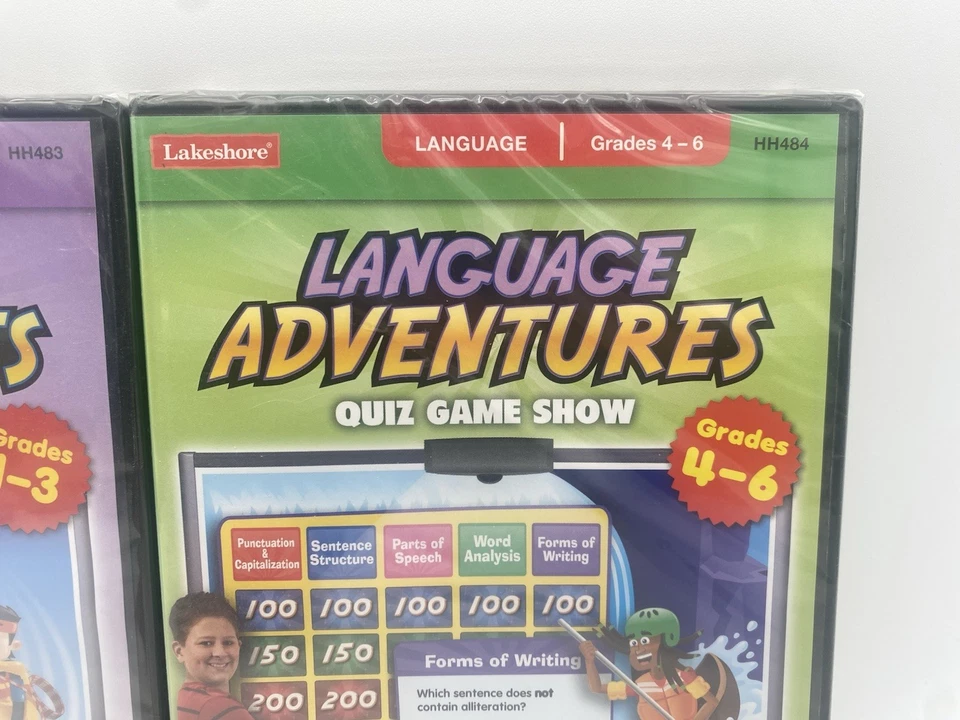 HH483
S
Grades
1–3
Lakeshore®
LANGUAGE | Grades 4 – 6
HH484
LANGUAGE
ADVENTURES
QUIZ GAME SHOW
Grades
4–6
Punctuation
&
Capitalization
Sentence
Structure
Parts of
Speech
Word
Analysis
Forms of
Writing
100 100 100 100 100
150 150
200 200
Forms of Writing
Which sentence does not
contain alliteration?